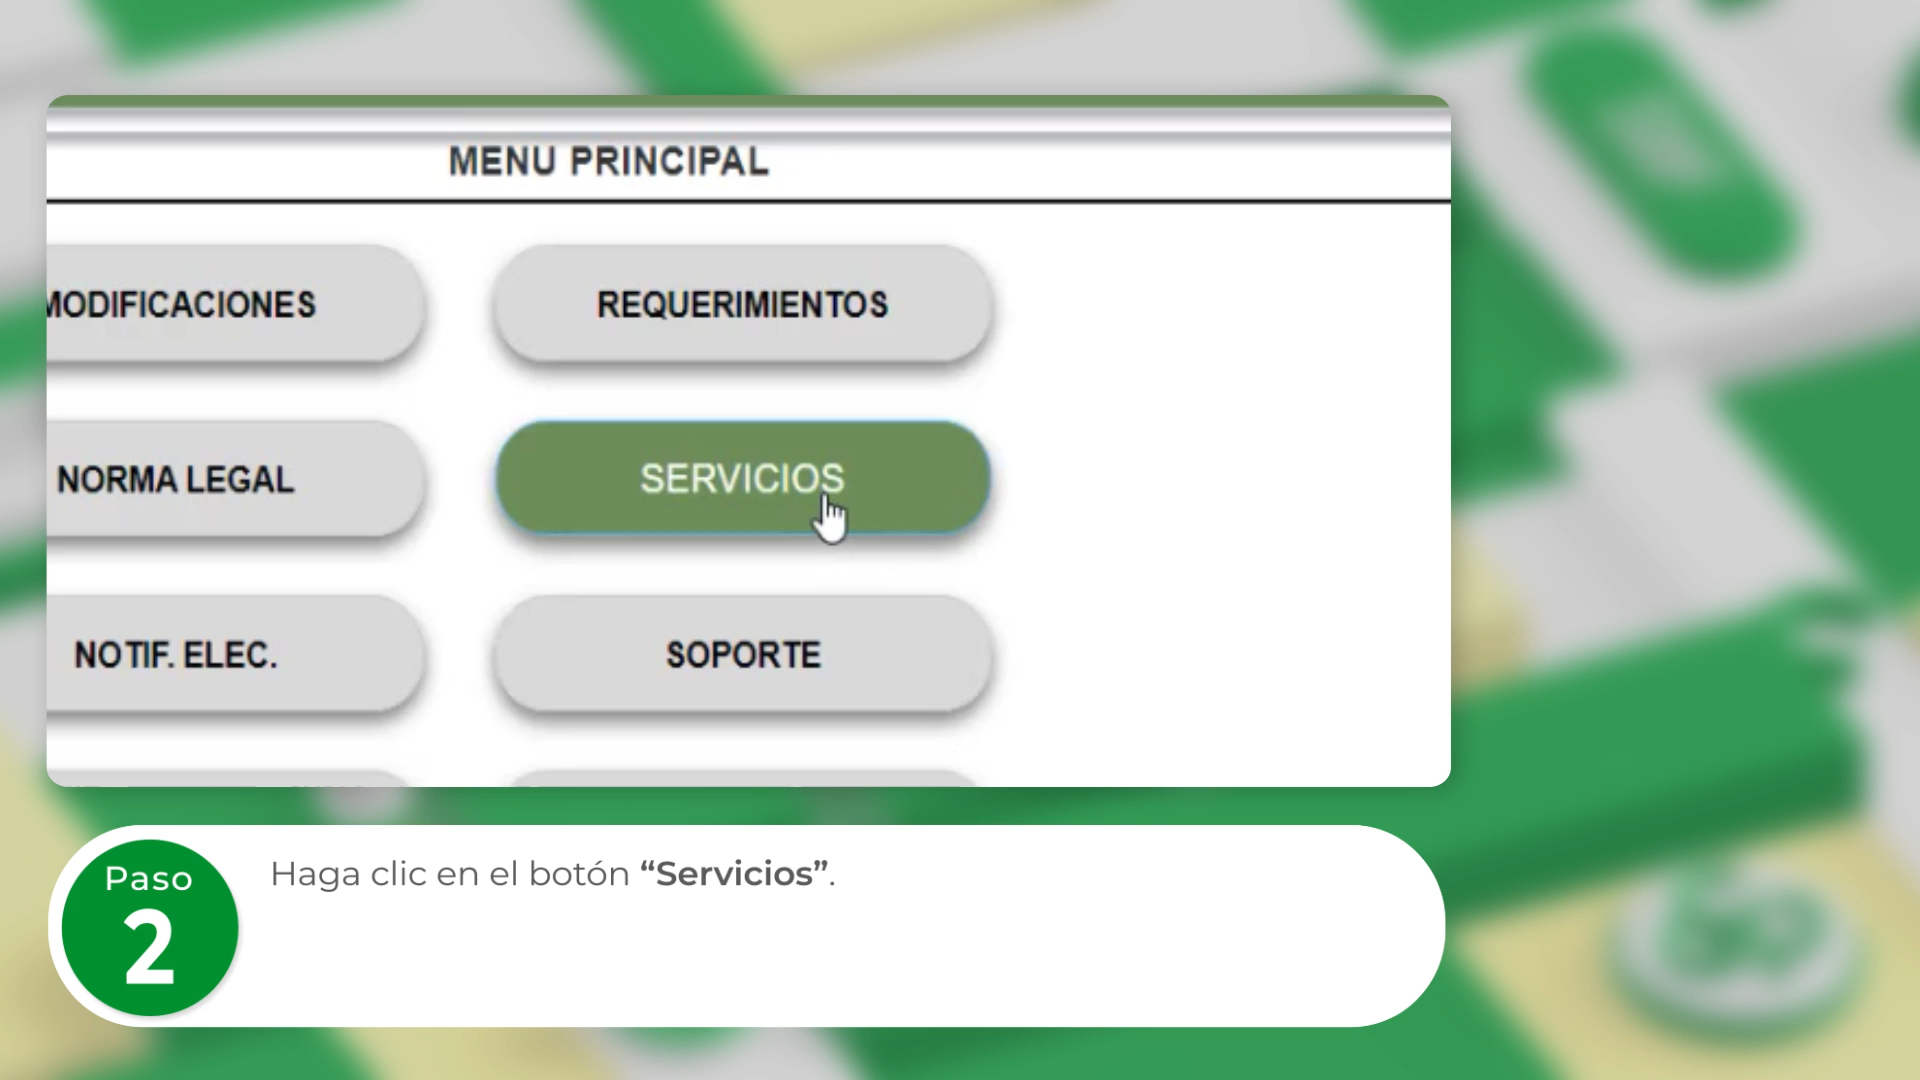 MENU PRINCIPAL
MODIFICACIONES
REQUERIMIENTOS
NORMA LEGAL
SERVICIOS
NOTIF. ELEC.
SOPORTE
Paso
2
Haga clic en el botón “Servicios”.